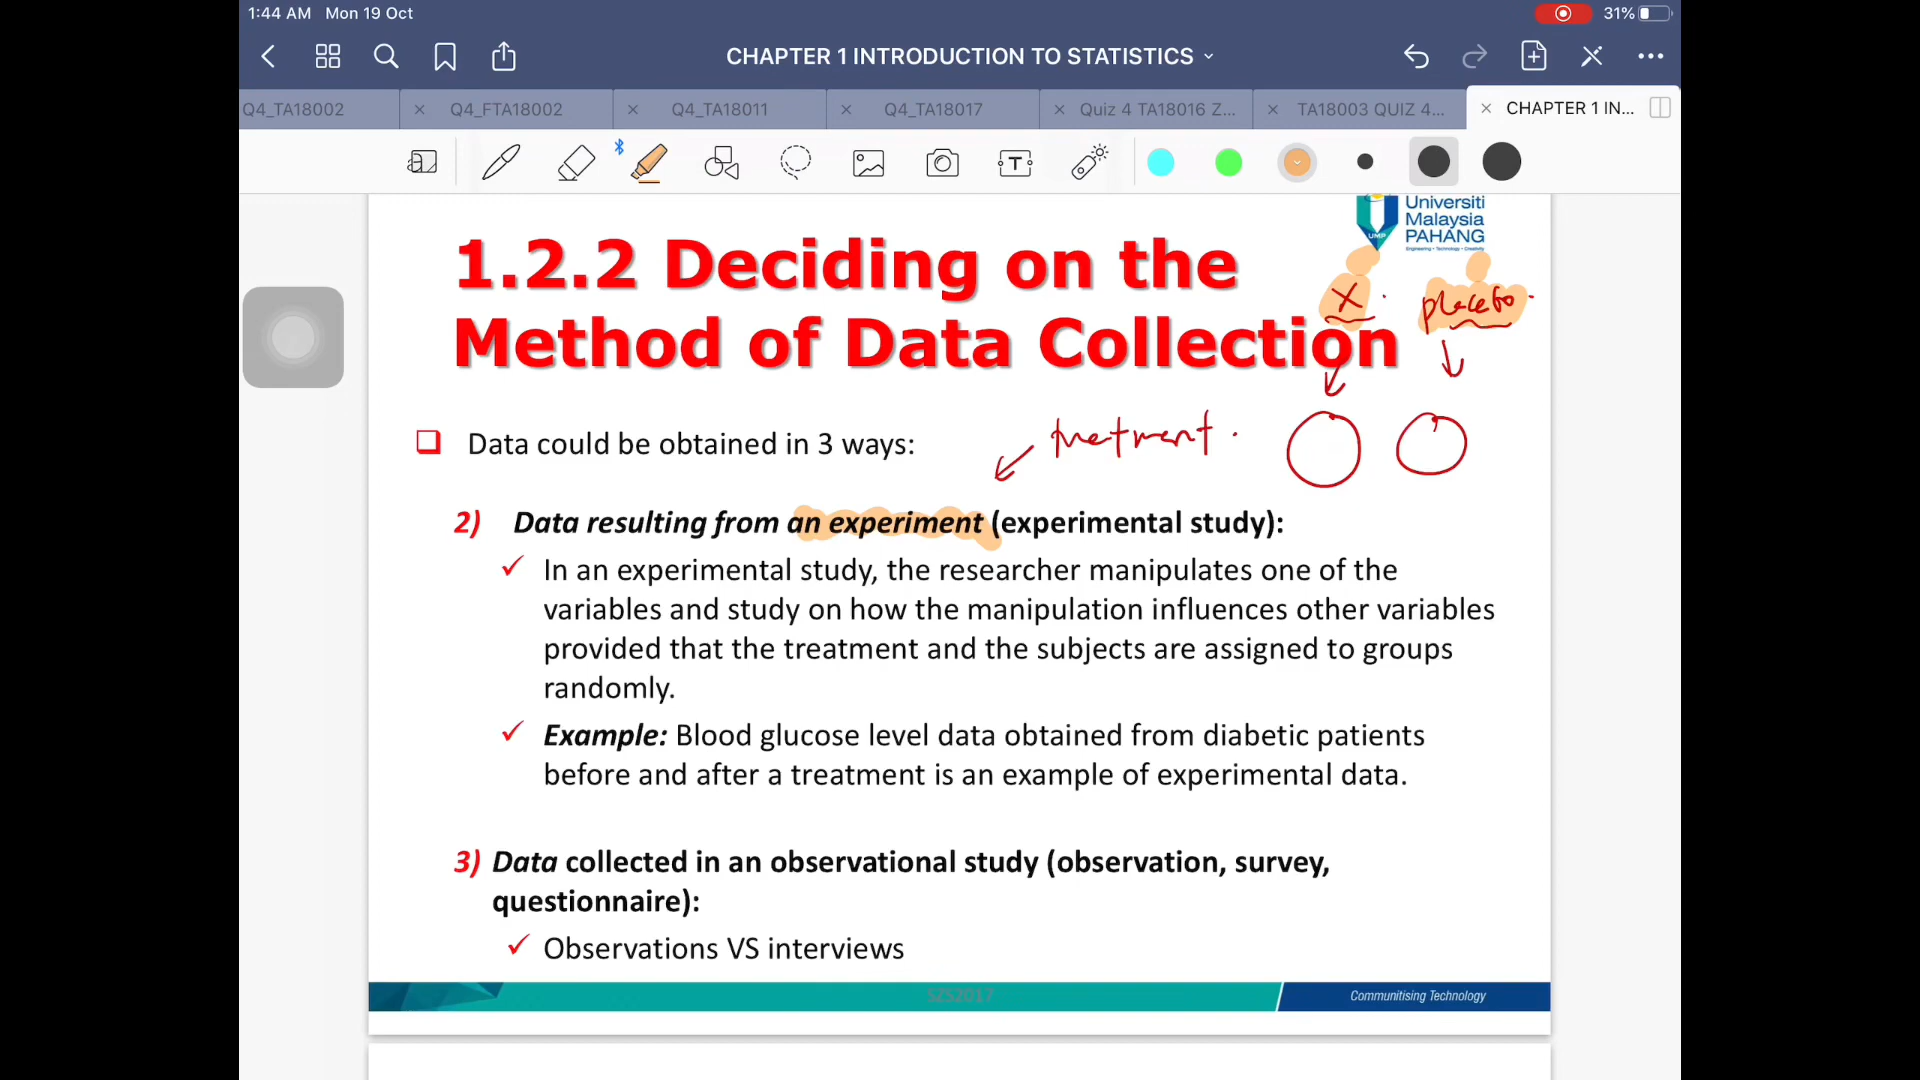 1:44 AM Mon 19 Oct
31%
CHAPTER 1 INTRODUCTION TO STATISTICS
Q4_TA18002
Q4_FTA18002
Q4_TA18011
Q4_TA18017
Quiz 4 TA18016 Z...
TA18003 QUIZ 4...
CHAPTER 1 IN...
Universiti
Malaysia
PAHANG
UMP
Engineering • Technology • Creativity
1.2.2 Deciding on the
Method of Data Collection
X . placebo.
Data could be obtained in 3 ways:
treatment.
2) Data resulting from an experiment (experimental study):
✓ In an experimental study, the researcher manipulates one of the
variables and study on how the manipulation influences other variables
provided that the treatment and the subjects are assigned to groups
randomly.
✓ Example: Blood glucose level data obtained from diabetic patients
before and after a treatment is an example of experimental data.
3) Data collected in an observational study (observation, survey,
questionnaire):
✓ Observations VS interviews
SZS2017
Communitising Technology